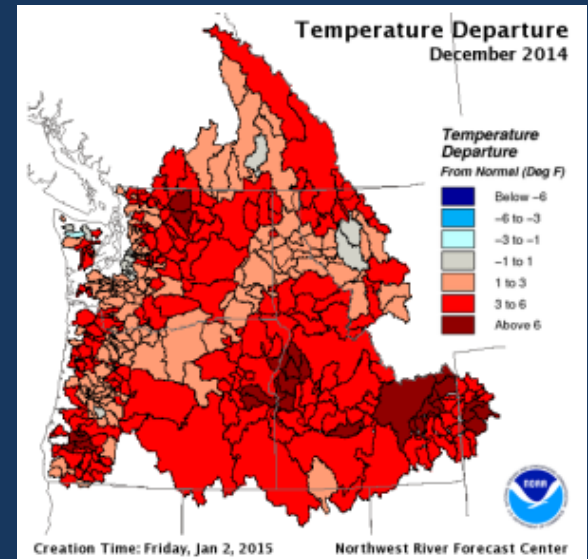 Temperature Departure
December 2014
Temperature
Departure
From Normal (Deg F)
Below -6
-6 to -3
-3 to -1
-1 to 1
1 to 3
3 to 6
Above 6
NOAA
Creation Time: Friday, Jan 2, 2015
Northwest River Forecast Center